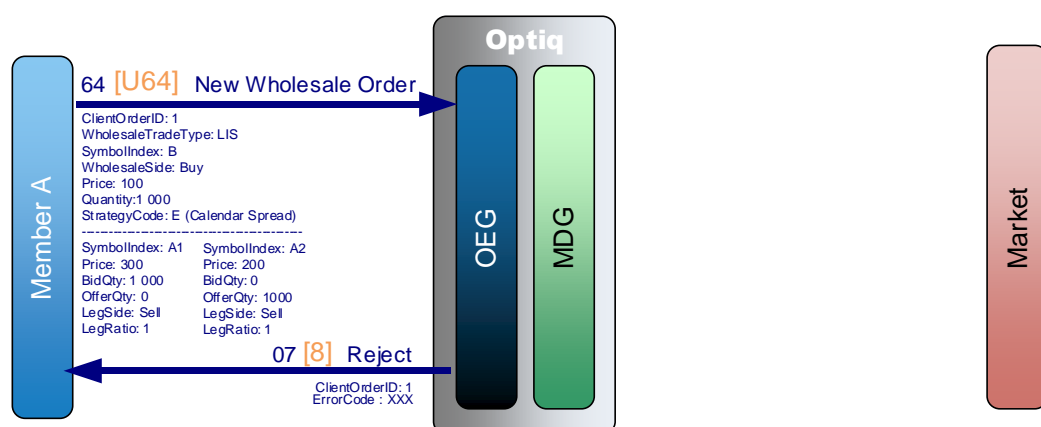 Optiq
64 [U64] New Wholesale Order
ClientOrderID: 1
WholesaleTradeType: LIS
SymbolIndex: B
WholesaleSide: Buy
Price: 100
Quantity:1 000
StrategyCode: E (Calendar Spread)
---------------------------------------------
SymbolIndex: A1 SymbolIndex: A2
Price: 300 Price: 200
BidQty: 1 000 BidQty: 0
OfferQty: 0 OfferQty: 1000
LegSide: Sell LegSide: Sell
LegRatio: 1 LegRatio: 1
07 [8] Reject
ClientOrderID: 1
ErrorCode : XXX
Member A
OEG
MDG
Market